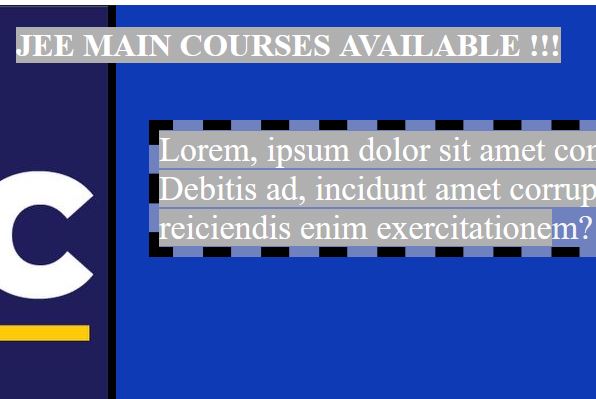 JEE MAIN COURSES AVAILABLE !!!
Lorem, ipsum dolor sit amet con
Debitis ad, incidunt amet corrup
reiciendis enim exercitationem?
C